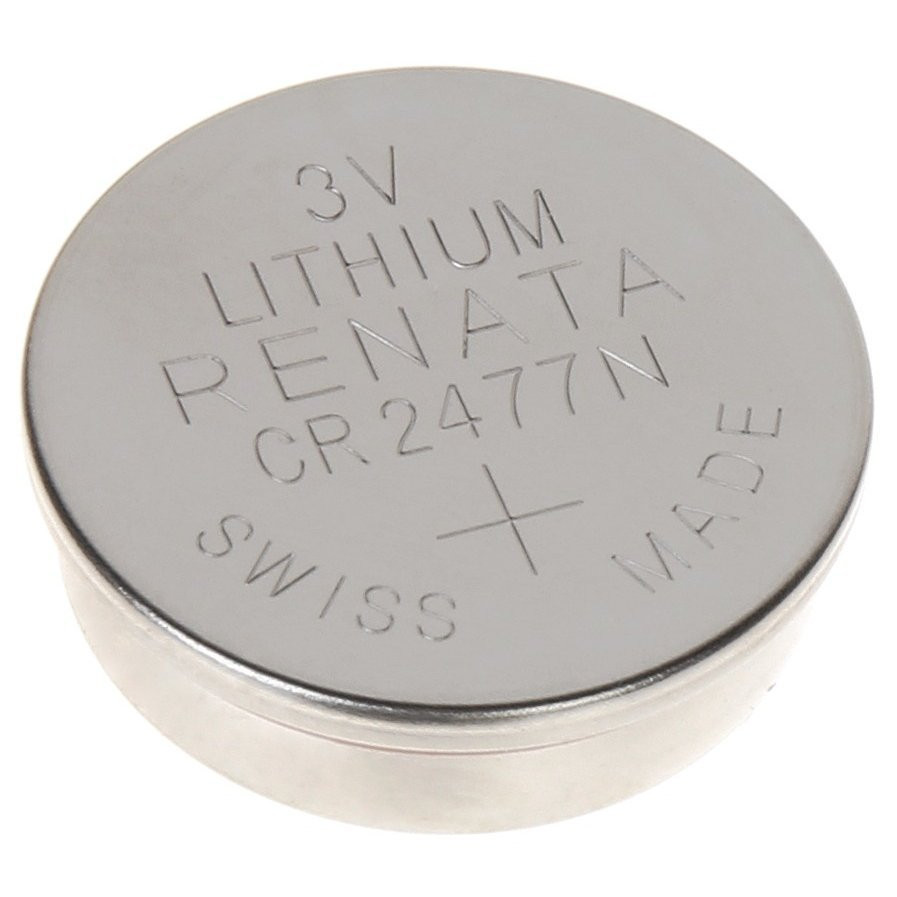 3V
LITHIUM
RENATA
CR2477N
+
SWISS MADE